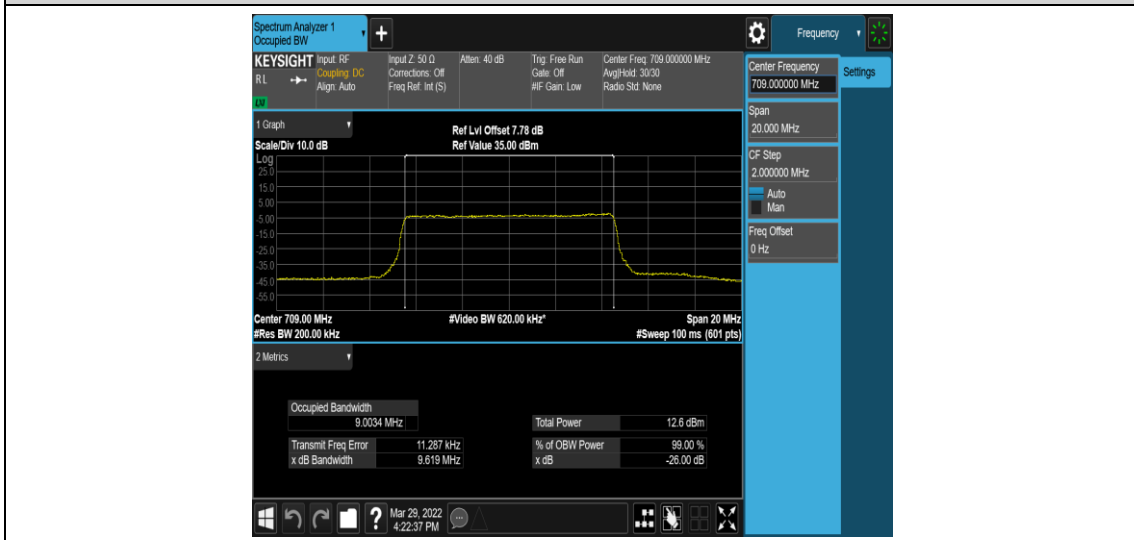 Spectrum Analyzer 1
Occupied BW
+
Frequency
KEYSIGHT
RL
LXI
Input: RF
Coupling: DC
Align: Auto
Input Z: 50 Ω
Corrections: Off
Freq Ref: Int (S)
Atten: 40 dB
Trig: Free Run
Gate: Off
#IF Gain: Low
Center Freq: 709.000000 MHz
Avg|Hold: 30/30
Radio Std: None
Center Frequency
709.000000 MHz
Settings
Span
20.000 MHz
CF Step
2.000000 MHz
Auto
Man
Freq Offset
0 Hz
1 Graph
Scale/Div 10.0 dB
Ref Lvl Offset 7.78 dB
Ref Value 35.00 dBm
Log
25.0
15.0
5.00
-5.00
-15.0
-25.0
-35.0
-45.0
-55.0
Center 709.00 MHz
#Video BW 620.00 kHz*
Span 20 MHz
#Res BW 200.00 kHz
#Sweep 100 ms (601 pts)
2 Metrics
Occupied Bandwidth
9.0034 MHz
Total Power 12.6 dBm
Transmit Freq Error 11.287 kHz
% of OBW Power 99.00 %
x dB Bandwidth 9.619 MHz
x dB -26.00 dB
?
Mar 29, 2022
4:22:37 PM